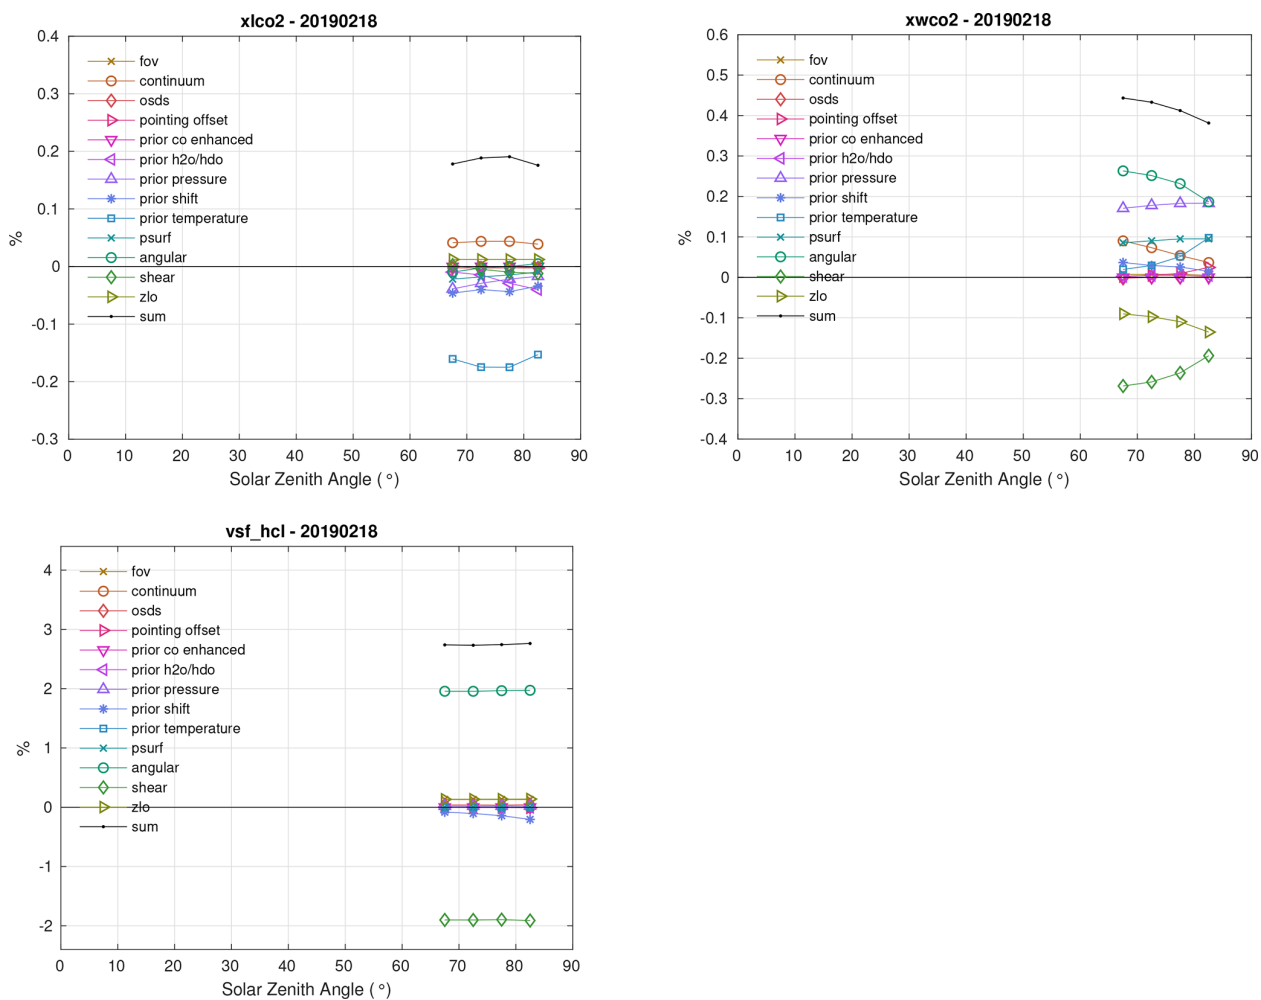 xlco2 - 20190218
0.4
0.3
0.2
0.1
0
-0.1
-0.2
-0.3
%
fov
continuum
osds
pointing offset
prior co enhanced
prior h2o/hdo
prior pressure
prior shift
prior temperature
psurf
angular
shear
zlo
sum
0 10 20 30 40 50 60 70 80 90
Solar Zenith Angle (°)
xwco2 - 20190218
0.6
0.5
0.4
0.3
0.2
0.1
0
-0.1
-0.2
-0.3
-0.4
%
fov
continuum
osds
pointing offset
prior co enhanced
prior h2o/hdo
prior pressure
prior shift
prior temperature
psurf
angular
shear
zlo
sum
0 10 20 30 40 50 60 70 80 90
Solar Zenith Angle (°)
vsf_hcl - 20190218
4
3
2
1
0
-1
-2
%
fov
continuum
osds
pointing offset
prior co enhanced
prior h2o/hdo
prior pressure
prior shift
prior temperature
psurf
angular
shear
zlo
sum
0 10 20 30 40 50 60 70 80 90
Solar Zenith Angle (°)